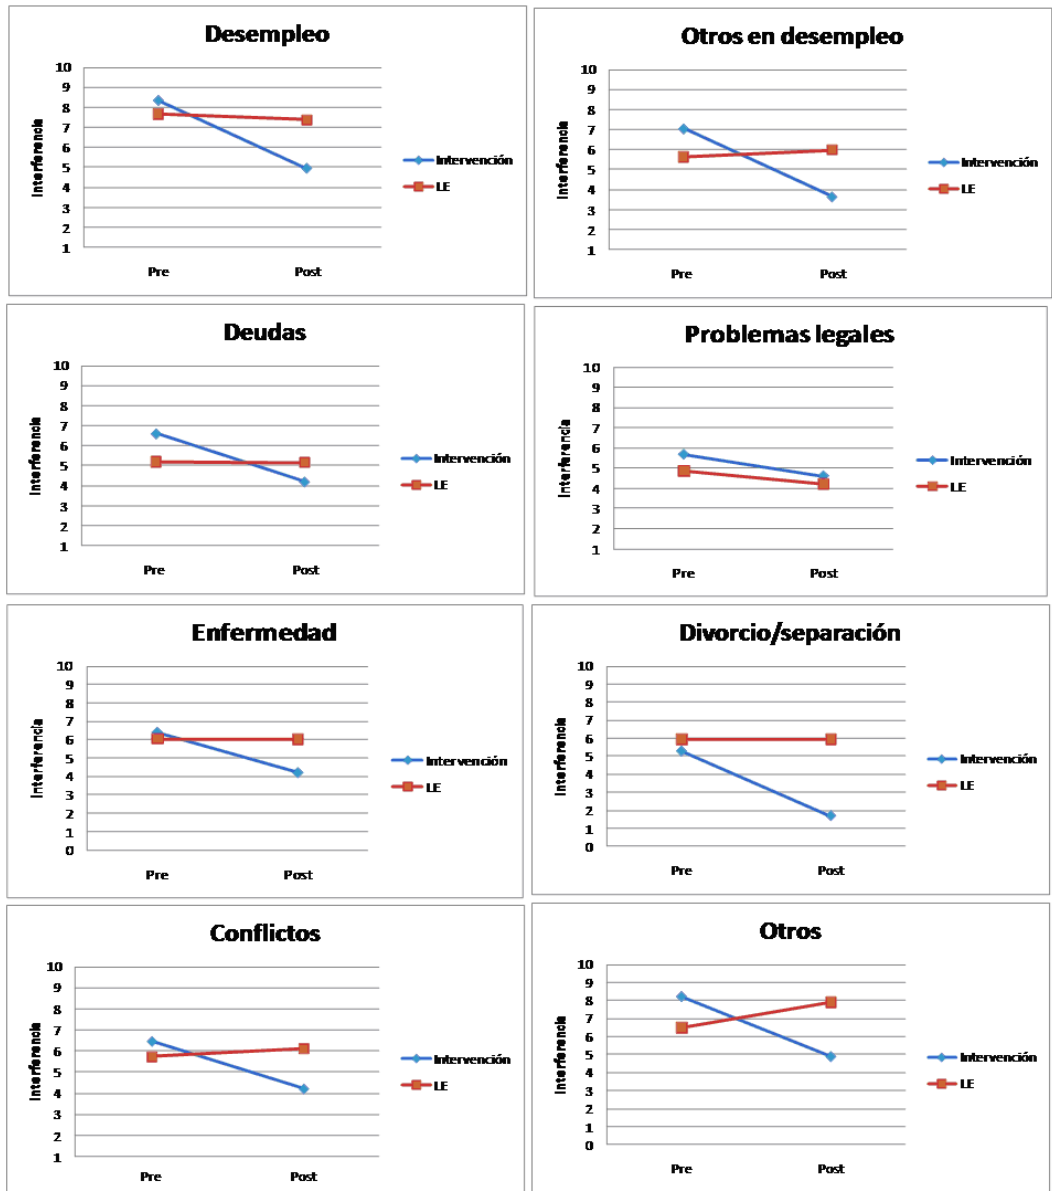 Desempleo
Interferencia
10
9
8
7
6
5
4
3
2
1
Pre
Post
Intervención
LE
Otros en desempleo
Interferencia
10
9
8
7
6
5
4
3
2
1
Pre
Post
Intervención
LE
Deudas
Interferencia
10
9
8
7
6
5
4
3
2
1
Pre
Post
Intervención
LE
Problemas legales
Interferencia
10
9
8
7
6
5
4
3
2
1
Pre
Post
Intervención
LE
Enfermedad
Interferencia
10
9
8
7
6
5
4
3
2
1
0
Pre
Post
Intervención
LE
Divorcio/separación
Interferencia
10
9
8
7
6
5
4
3
2
1
0
Pre
Post
Intervención
LE
Conflictos
Interferencia
10
9
8
7
6
5
4
3
2
1
Pre
Post
Intervención
LE
Otros
Interferencia
10
9
8
7
6
5
4
3
2
1
0
Pre
Post
Intervención
LE